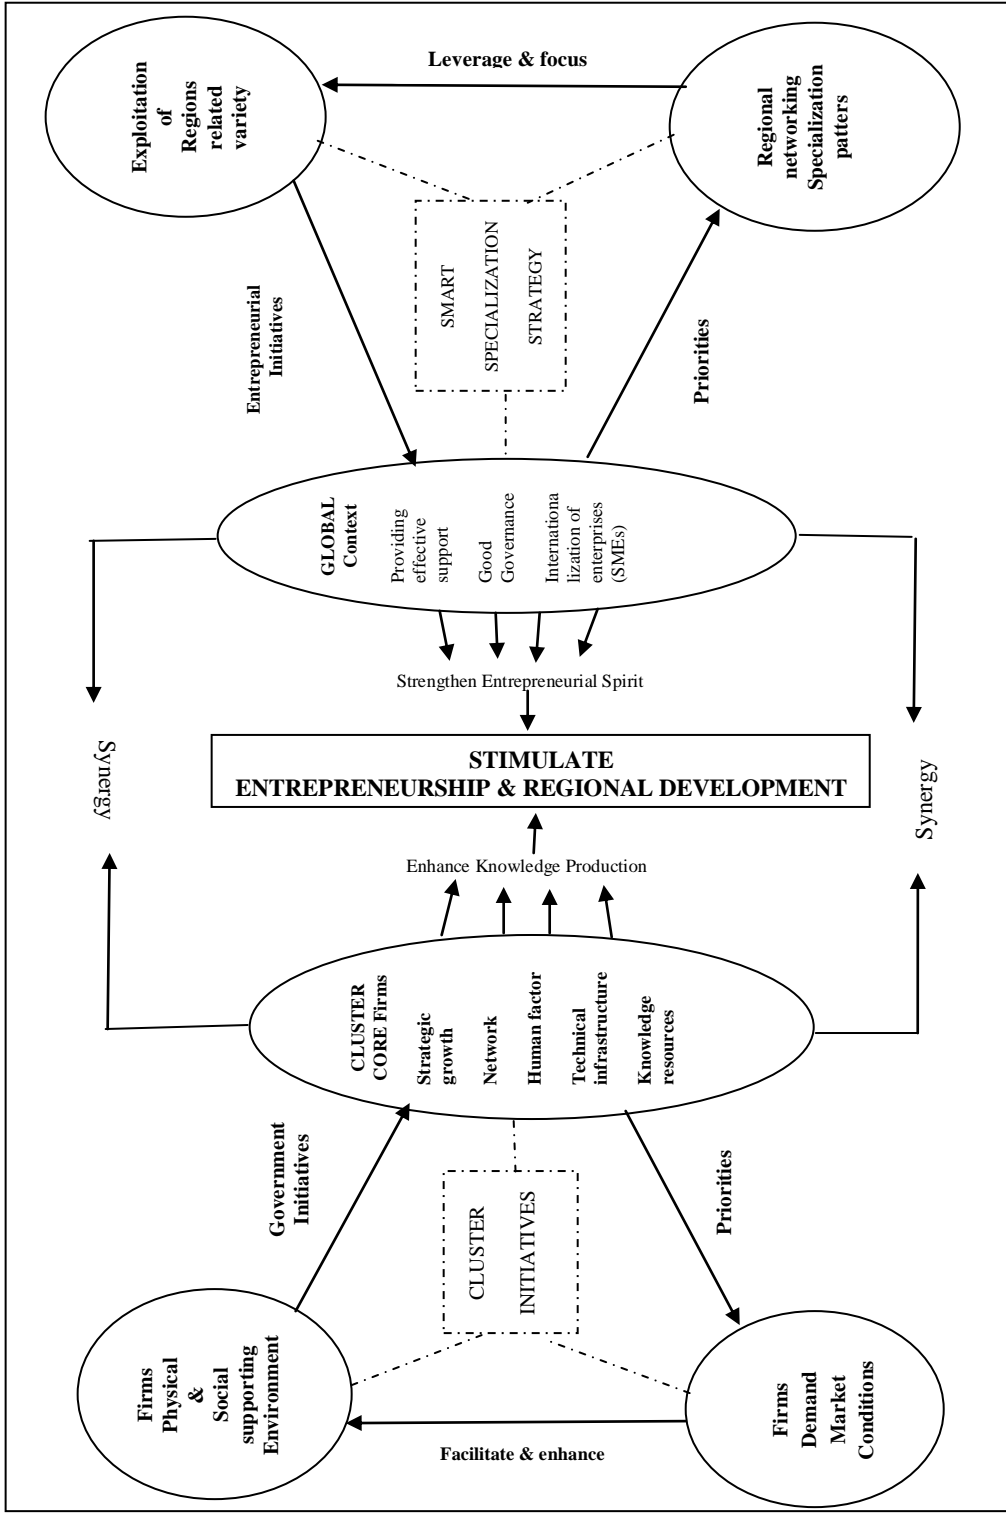 Leverage & focus
Exploitation
of
Regions
related
variety
Regional
networking
Specialization
patters
SMART
SPECIALIZATION
STRATEGY
Entrepreneurial
Initiatives
Priorities
GLOBAL
Context
Providing
effective
support
Good
Governance
Internationa
lization of
enterprises
(SMEs)
Strengthen Entrepreneurial Spirit
Synergy
STIMULATE
ENTREPRENEURSHIP & REGIONAL DEVELOPMENT
Synergy
Enhance Knowledge Production
CLUSTER
CORE Firms
Strategic
growth
Network
Human factor
Technical
infrastructure
Knowledge
resources
Government
Initiatives
Priorities
CLUSTER
INITIATIVES
Firms
Physical
&
Social
supporting
Environment
Firms
Demand
Market
Conditions
Facilitate & enhance